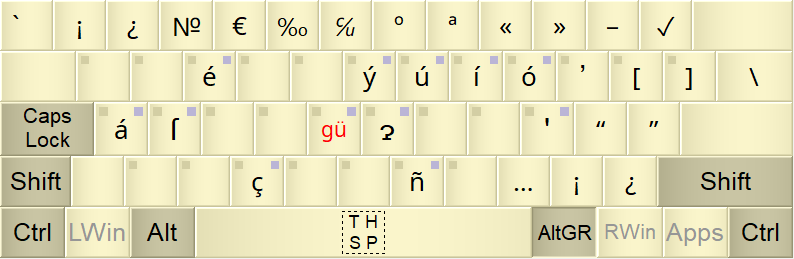 ` ¡ ¿ № € ‰ ℆ º ª « » – ✓
é ý ú í ó ʼ [ ] \
Caps Lock á ſ gü ɂ ' “ ”
Shift ç ñ … ¡ ¿ Shift
Ctrl LWin Alt TH SP AltGR RWin Apps Ctrl